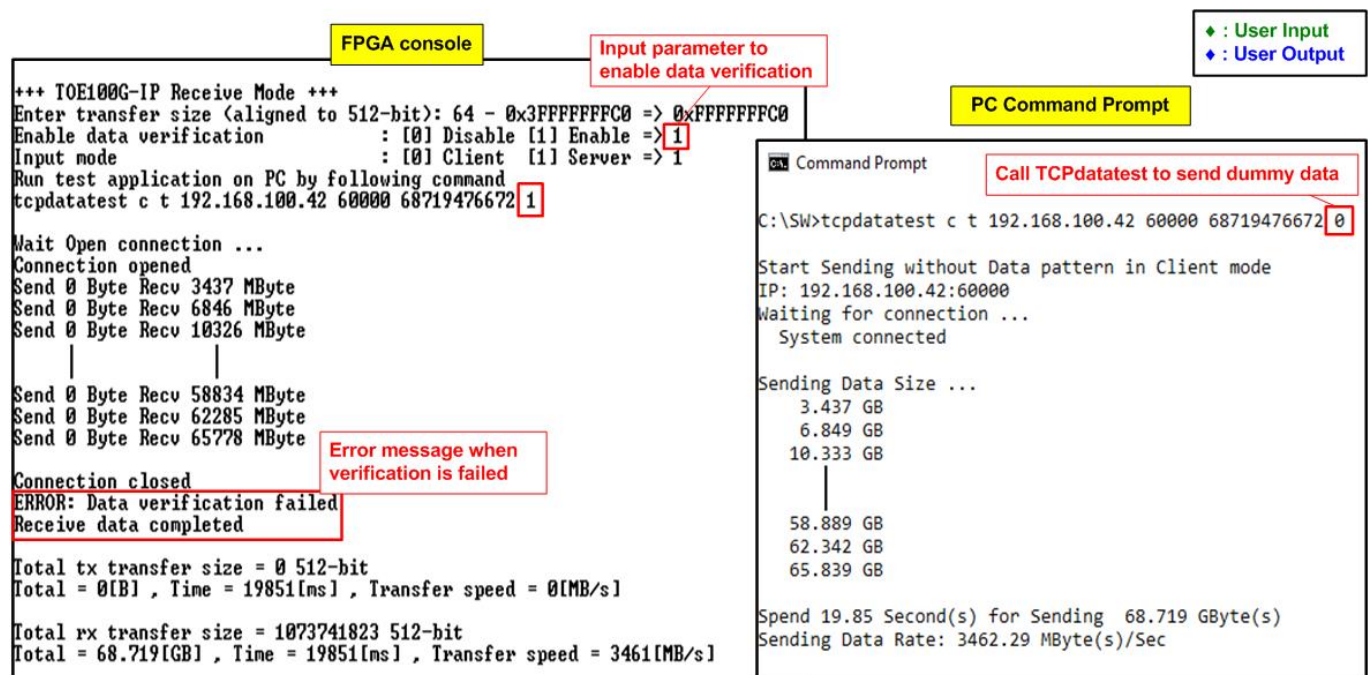 FPGA console
Input parameter to
enable data verification
♦ : User Input
♦ : User Output
+++ TOE100G-IP Receive Mode +++
Enter transfer size (aligned to 512-bit): 64 - 0x3FFFFFFFC0 => 0xFFFFFFFC0
Enable data verification : [0] Disable [1] Enable => 1
Input mode : [0] Client [1] Server => 1
Run test application on PC by following command
tcpdatatest c t 192.168.100.42 60000 68719476672 1
Wait Open connection ...
Connection opened
Send 0 Byte Recv 3437 MByte
Send 0 Byte Recv 6846 MByte
Send 0 Byte Recv 10326 MByte
Send 0 Byte Recv 58834 MByte
Send 0 Byte Recv 62285 MByte
Send 0 Byte Recv 65778 MByte
Error message when
verification is failed
Connection closed
ERROR: Data verification failed
Receive data completed
Total tx transfer size = 0 512-bit
Total = 0[B] , Time = 19851[ms] , Transfer speed = 0[MB/s]
Total rx transfer size = 1073741823 512-bit
Total = 68.719[GB] , Time = 19851[ms] , Transfer speed = 3461[MB/s]
PC Command Prompt
C:\. Command Prompt
Call TCPdatatest to send dummy data
C:\SW>tcpdatatest c t 192.168.100.42 60000 68719476672 0
Start Sending without Data pattern in Client mode
IP: 192.168.100.42:60000
Waiting for connection ...
System connected
Sending Data Size ...
3.437 GB
6.849 GB
10.333 GB
58.889 GB
62.342 GB
65.839 GB
Spend 19.85 Second(s) for Sending 68.719 GByte(s)
Sending Data Rate: 3462.29 MByte(s)/Sec